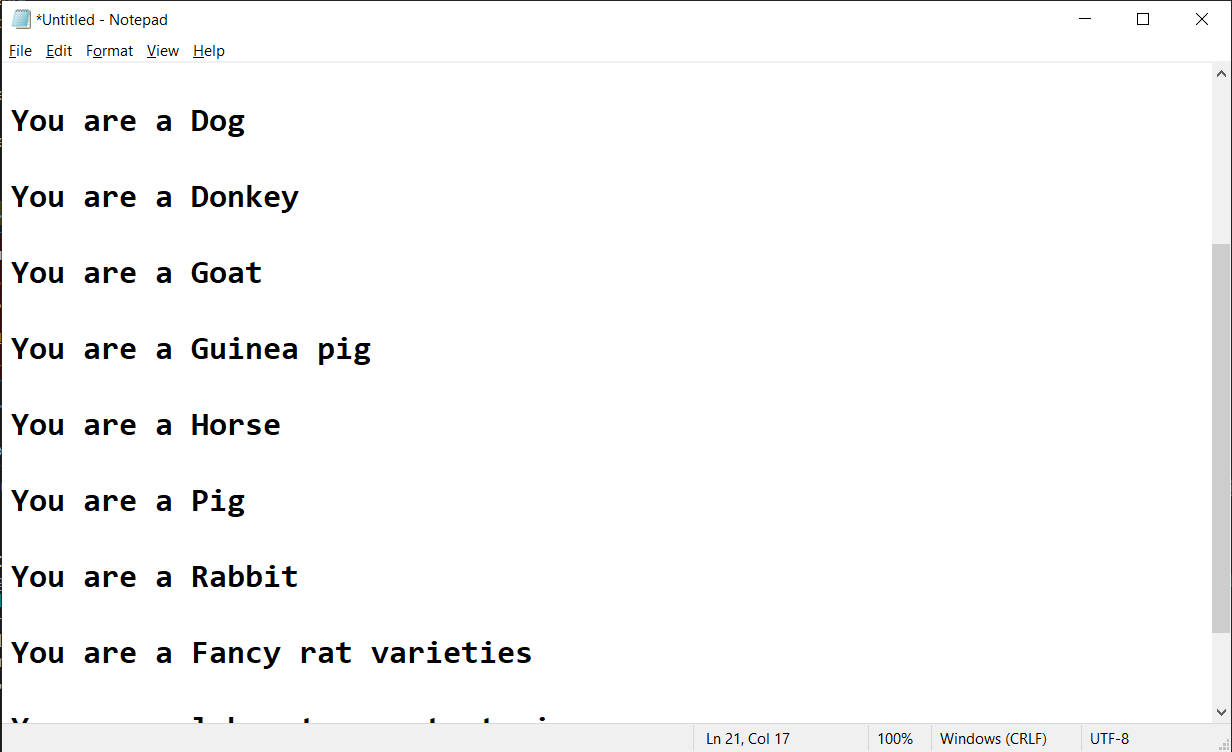 *Untitled - Notepad
File Edit Format View Help
You are a Dog
You are a Donkey
You are a Goat
You are a Guinea pig
You are a Horse
You are a Pig
You are a Rabbit
You are a Fancy rat varieties
Ln 21, Col 17 100% Windows (CRLF) UTF-8